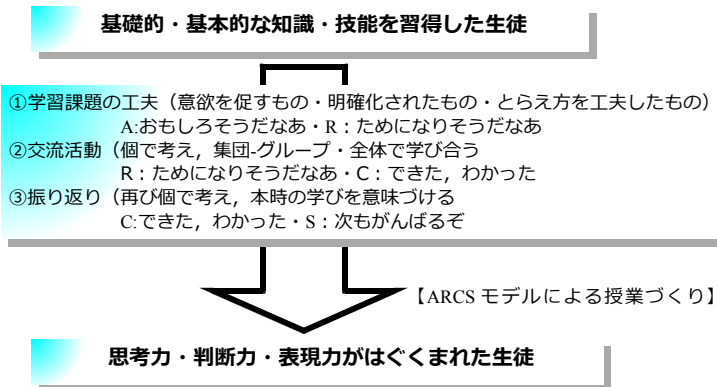 基礎的・基本的な知識・技能を習得した生徒
①学習課題の工夫（意欲を促すもの・明確化されたもの・とらえ方を工夫したもの）
A:おもしろそうだなあ・R：ためになりそうだなあ
②交流活動（個で考え，集団-グループ・全体で学び合う
R：ためになりそうだなあ・C：できた，わかった
③振り返り（再び個で考え，本時の学びを意味づける
C:できた，わかった・S：次もがんばるぞ
【ARCS モデルによる授業づくり】
思考力・判断力・表現力がはぐくまれた生徒